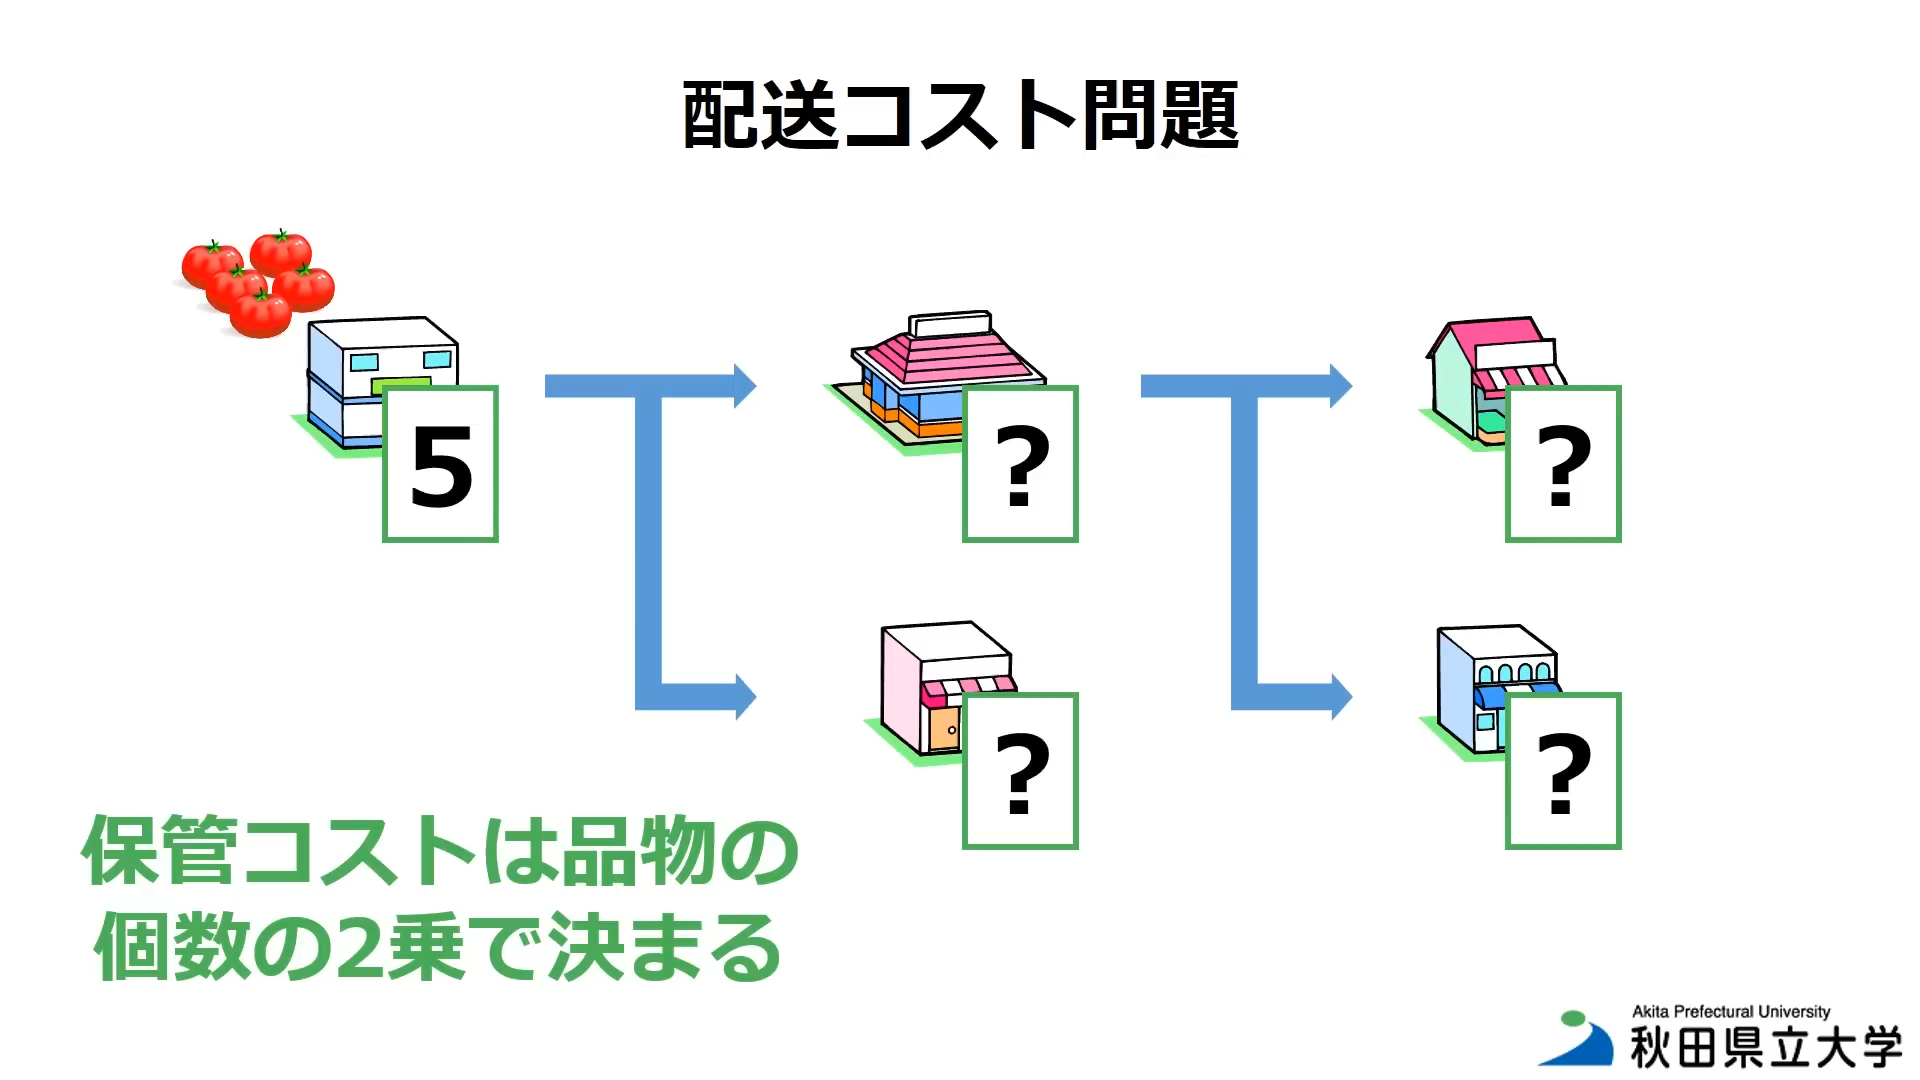 配送コスト問題
5
?
?
?
?
保管コストは品物の
個数の2乗で決まる
Akita Prefectural University
秋田県立大学